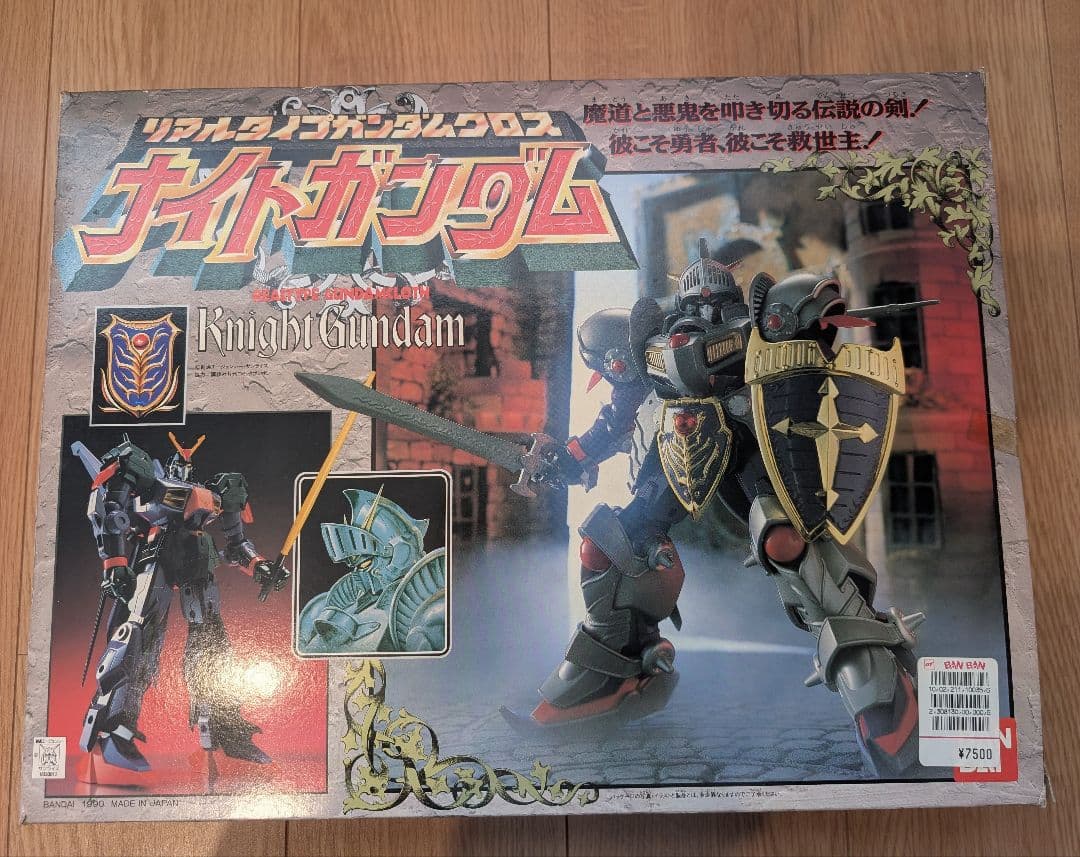 リアルタイプガンダムクロス
ナイトガンダム
REALTYPE GUNDAMCLOTH
Knight Gundam
魔道と悪鬼を叩き切る伝説の剣!
彼こそ勇者、彼こそ救世主!
BAN BAN
¥7500
BANDAI 1990 MADE IN JAPAN